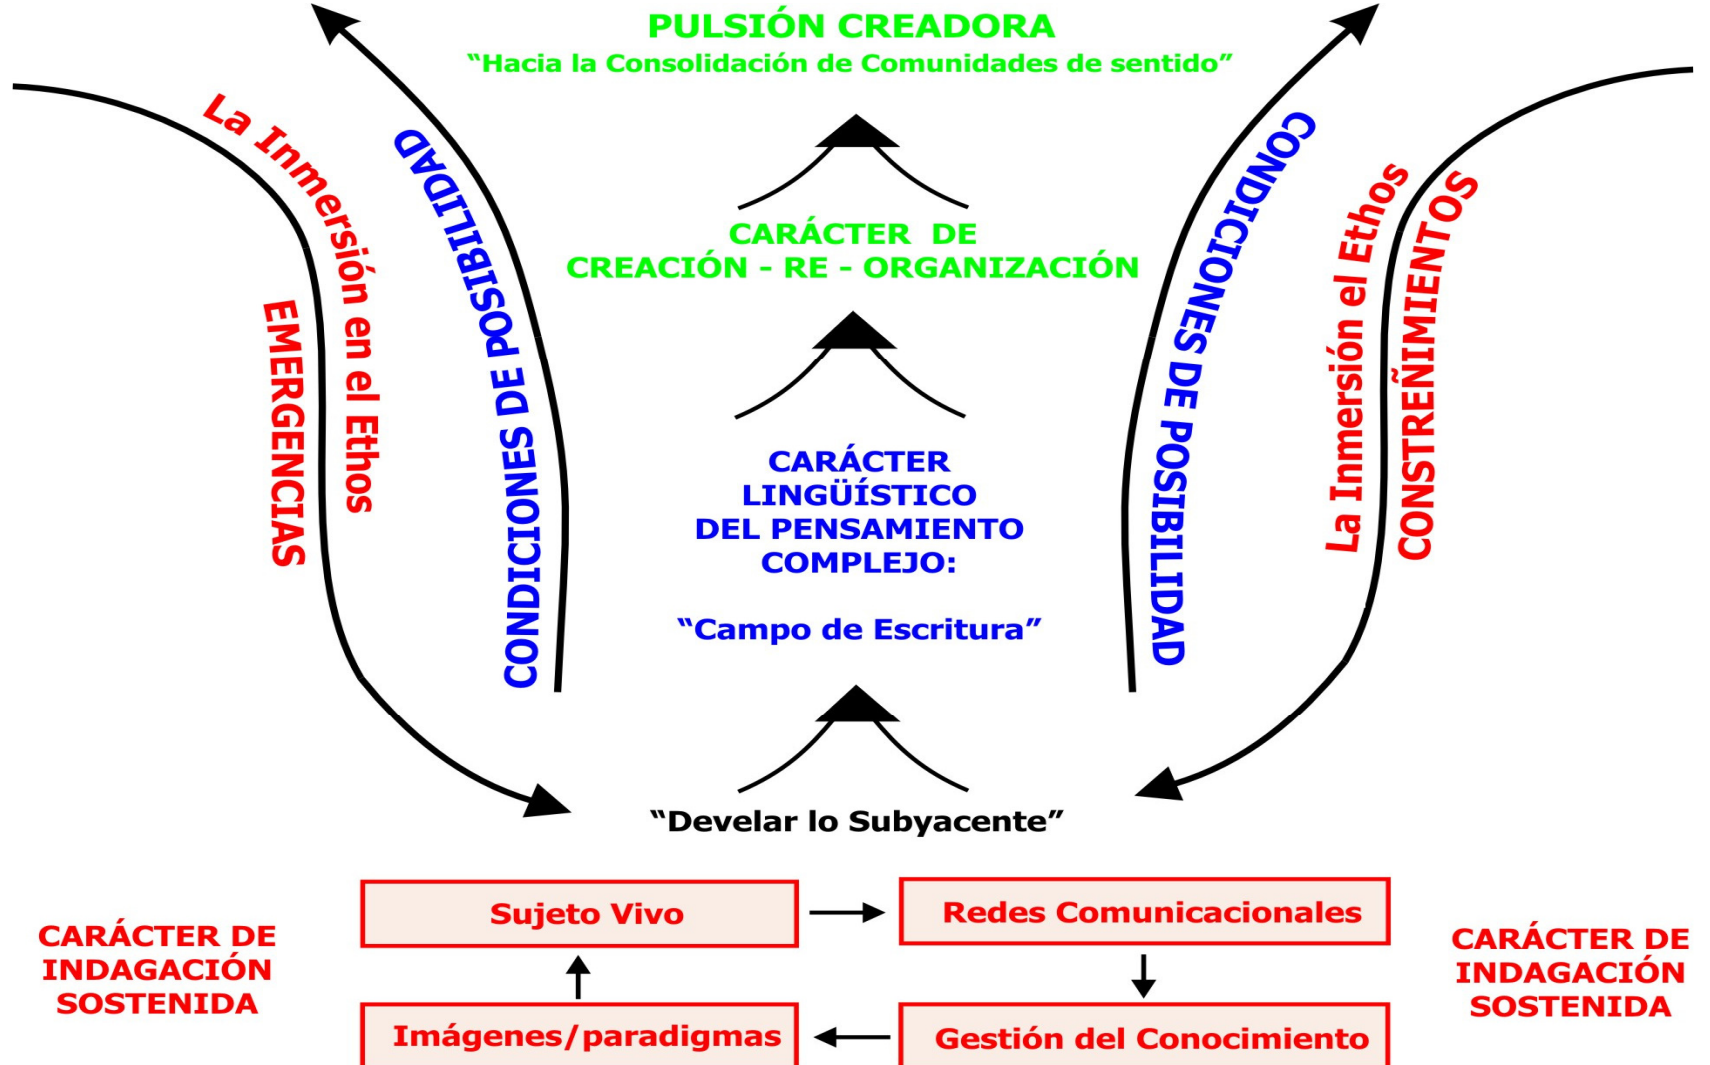 PULSIÓN CREADORA
“Hacia la Consolidación de Comunidades de sentido”
La Inmersión en el Ethos
EMERGENCIAS
CONDICIONES DE POSIBILIDAD
CARÁCTER DE
CREACIÓN - RE - ORGANIZACIÓN
CONDICIONES DE POSIBILIDAD
La Inmersión el Ethos
CONSTREÑIMIENTOS
CARÁCTER
LINGÜÍSTICO
DEL PENSAMIENTO
COMPLEJO:
“Campo de Escritura”
“Develar lo Subyacente”
CARÁCTER DE
INDAGACIÓN
SOSTENIDA
Sujeto Vivo
Redes Comunicacionales
Imágenes/paradigmas
Gestión del Conocimiento
CARÁCTER DE
INDAGACIÓN
SOSTENIDA